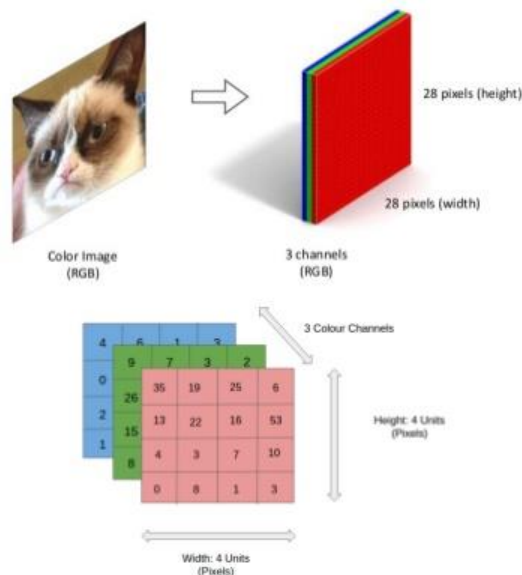 28 pixels (height)
28 pixels (width)
Color Image
(RGB)
3 channels
(RGB)
3 Colour Channels
4 6 1 3
9 7 3 2
0
26
35 19 25 6
13 22 16 53
2
15
4 3 7 10
1
8
0 8 1 3
Height: 4 Units
(Pixels)
Width: 4 Units
(Pixels)